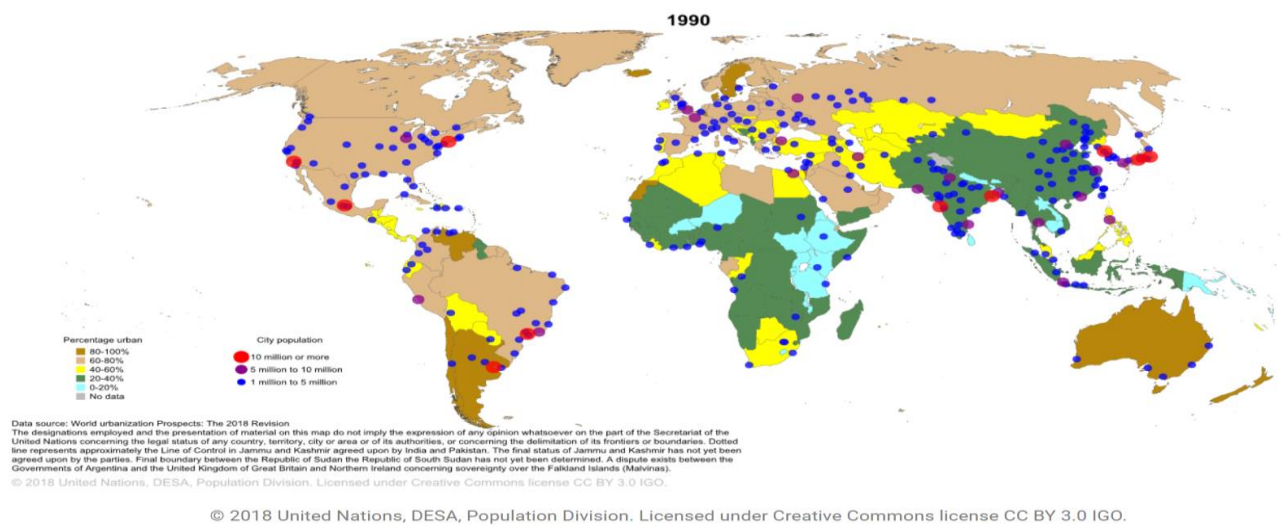 1990
Percentage urban
80-100%
60-80%
40-60%
20-40%
0-20%
No data
City population
10 million or more
5 million to 10 million
1 million to 5 million
Data source: World urbanization Prospects: The 2018 Revision
The designations employed and the presentation of material on this map do not imply the expression of any opinion whatsoever on the part of the Secretariat of the
United Nations concerning the legal status of any country, territory, city or area or of its authorities, or concerning the delimitation of its frontiers or boundaries. Dotted
line represents approximately the Line of Control in Jammu and Kashmir agreed upon by India and Pakistan. The final status of Jammu and Kashmir has not yet been
agreed upon by the parties. Final boundary between the Republic of Sudan the Republic of South Sudan has not yet been determined. A dispute exists between the
Governments of Argentina and the United Kingdom of Great Britain and Northern Ireland concerning sovereignty over the Falkland Islands (Malvinas).
© 2018 United Nations, DESA, Population Division. Licensed under Creative Commons license CC BY 3.0 IGO.
© 2018 United Nations, DESA, Population Division. Licensed under Creative Commons license CC BY 3.0 IGO.